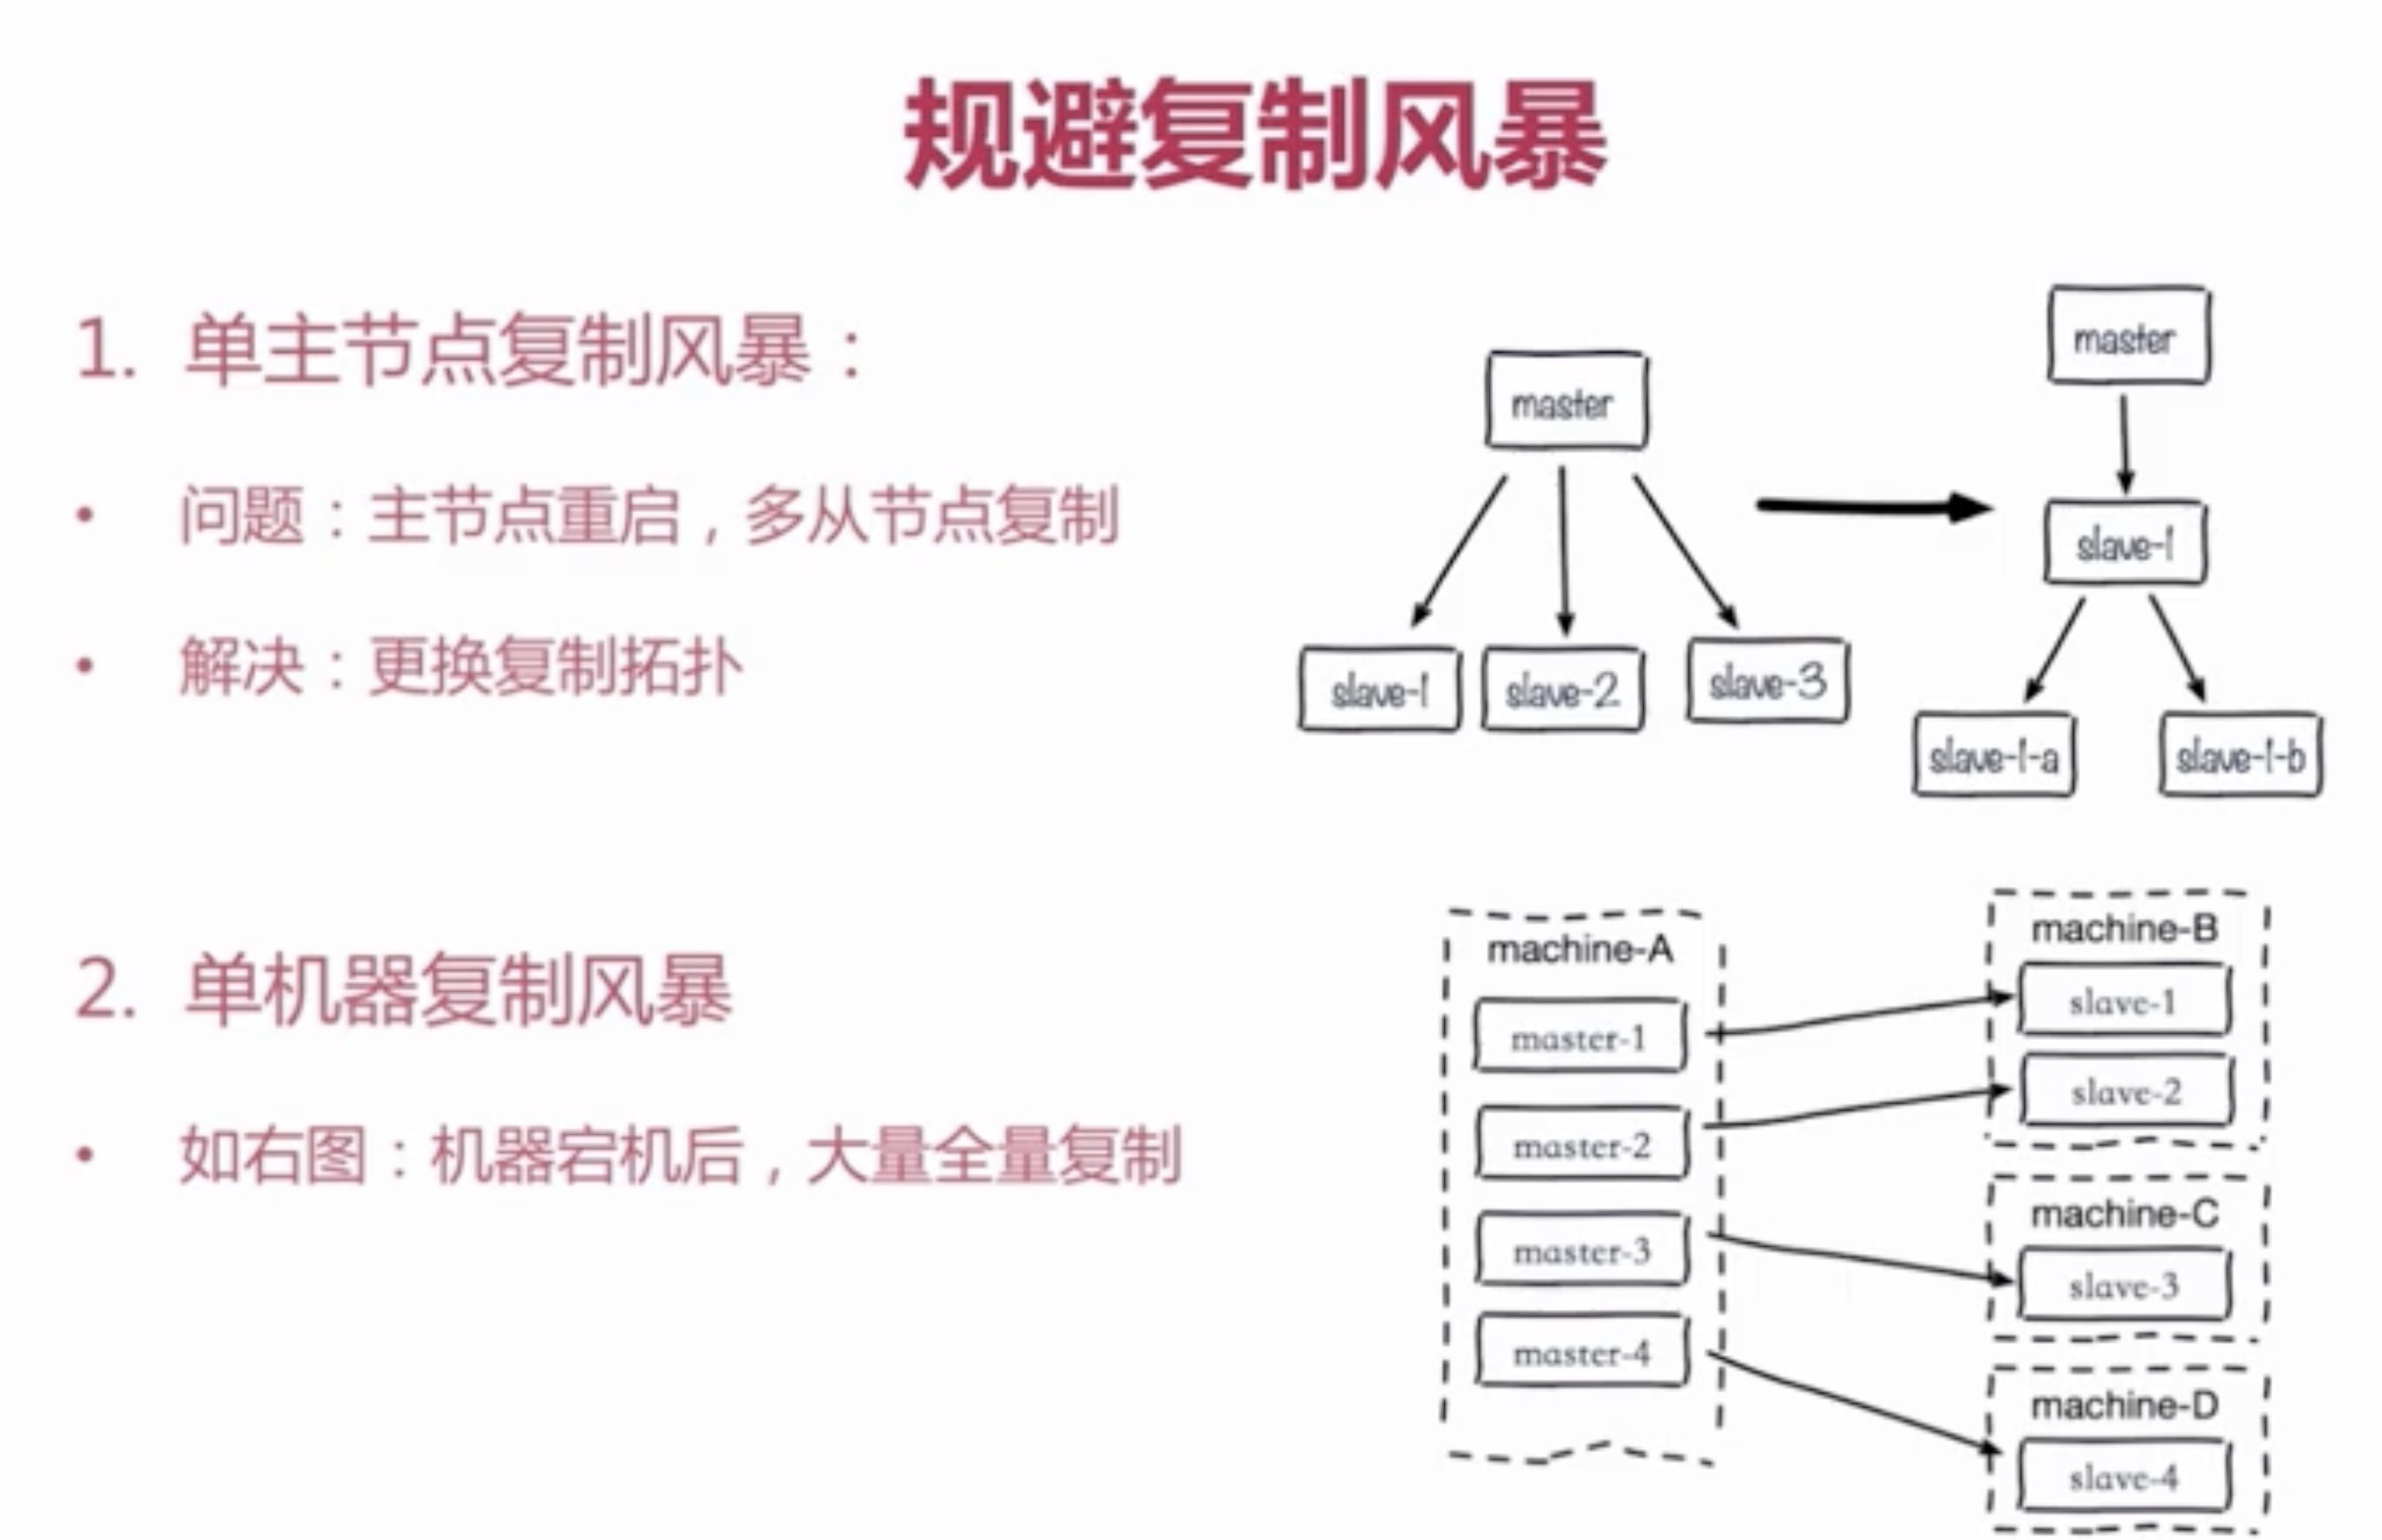 规避复制风暴
1. 单主节点复制风暴：
• 问题：主节点重启，多从节点复制
• 解决：更换复制拓扑
master
slave-1
slave-2
slave-3
master
slave-1
slave-1-a
slave-1-b
2. 单机器复制风暴
• 如右图：机器宕机后，大量全量复制
machine-A
master-1
master-2
master-3
master-4
machine-B
slave-1
slave-2
machine-C
slave-3
machine-D
slave-4